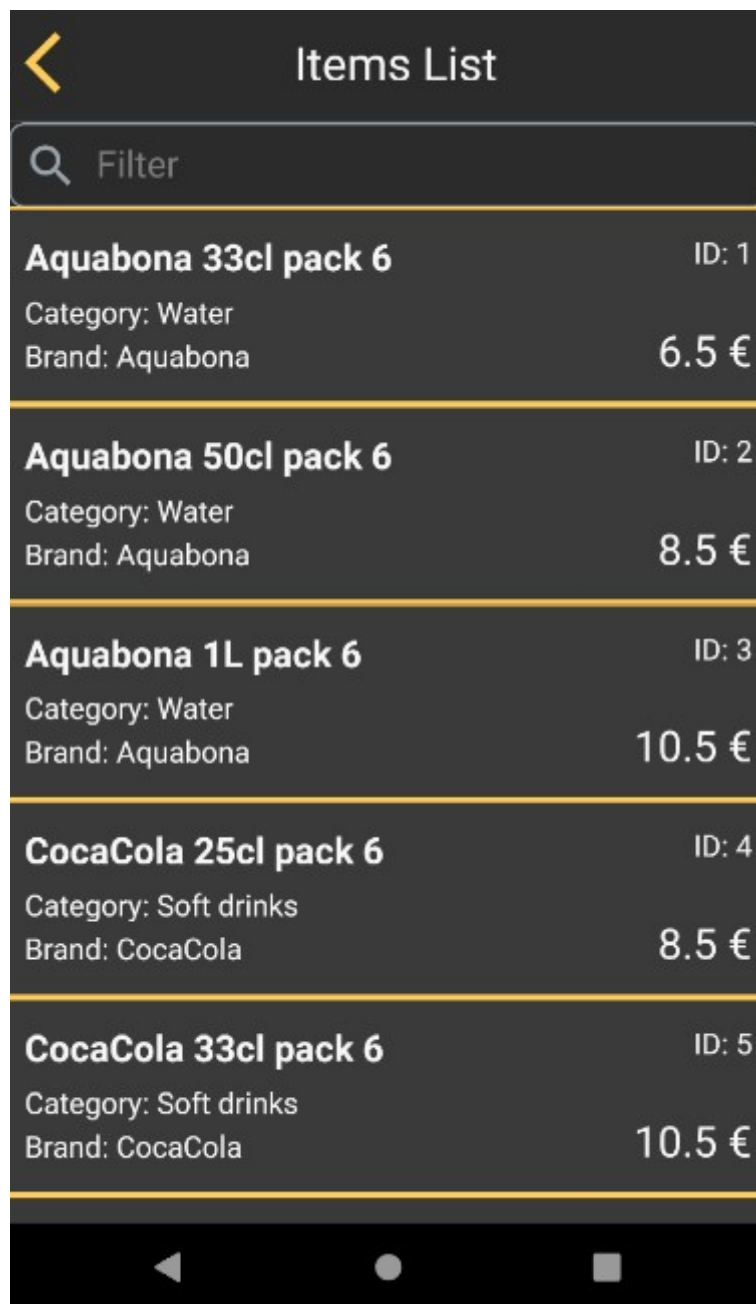 Items List
Filter
Aquabona 33cl pack 6 ID: 1
Category: Water
Brand: Aquabona 6.5 €
Aquabona 50cl pack 6 ID: 2
Category: Water
Brand: Aquabona 8.5 €
Aquabona 1L pack 6 ID: 3
Category: Water
Brand: Aquabona 10.5 €
CocaCola 25cl pack 6 ID: 4
Category: Soft drinks
Brand: CocaCola 8.5 €
CocaCola 33cl pack 6 ID: 5
Category: Soft drinks
Brand: CocaCola 10.5 €